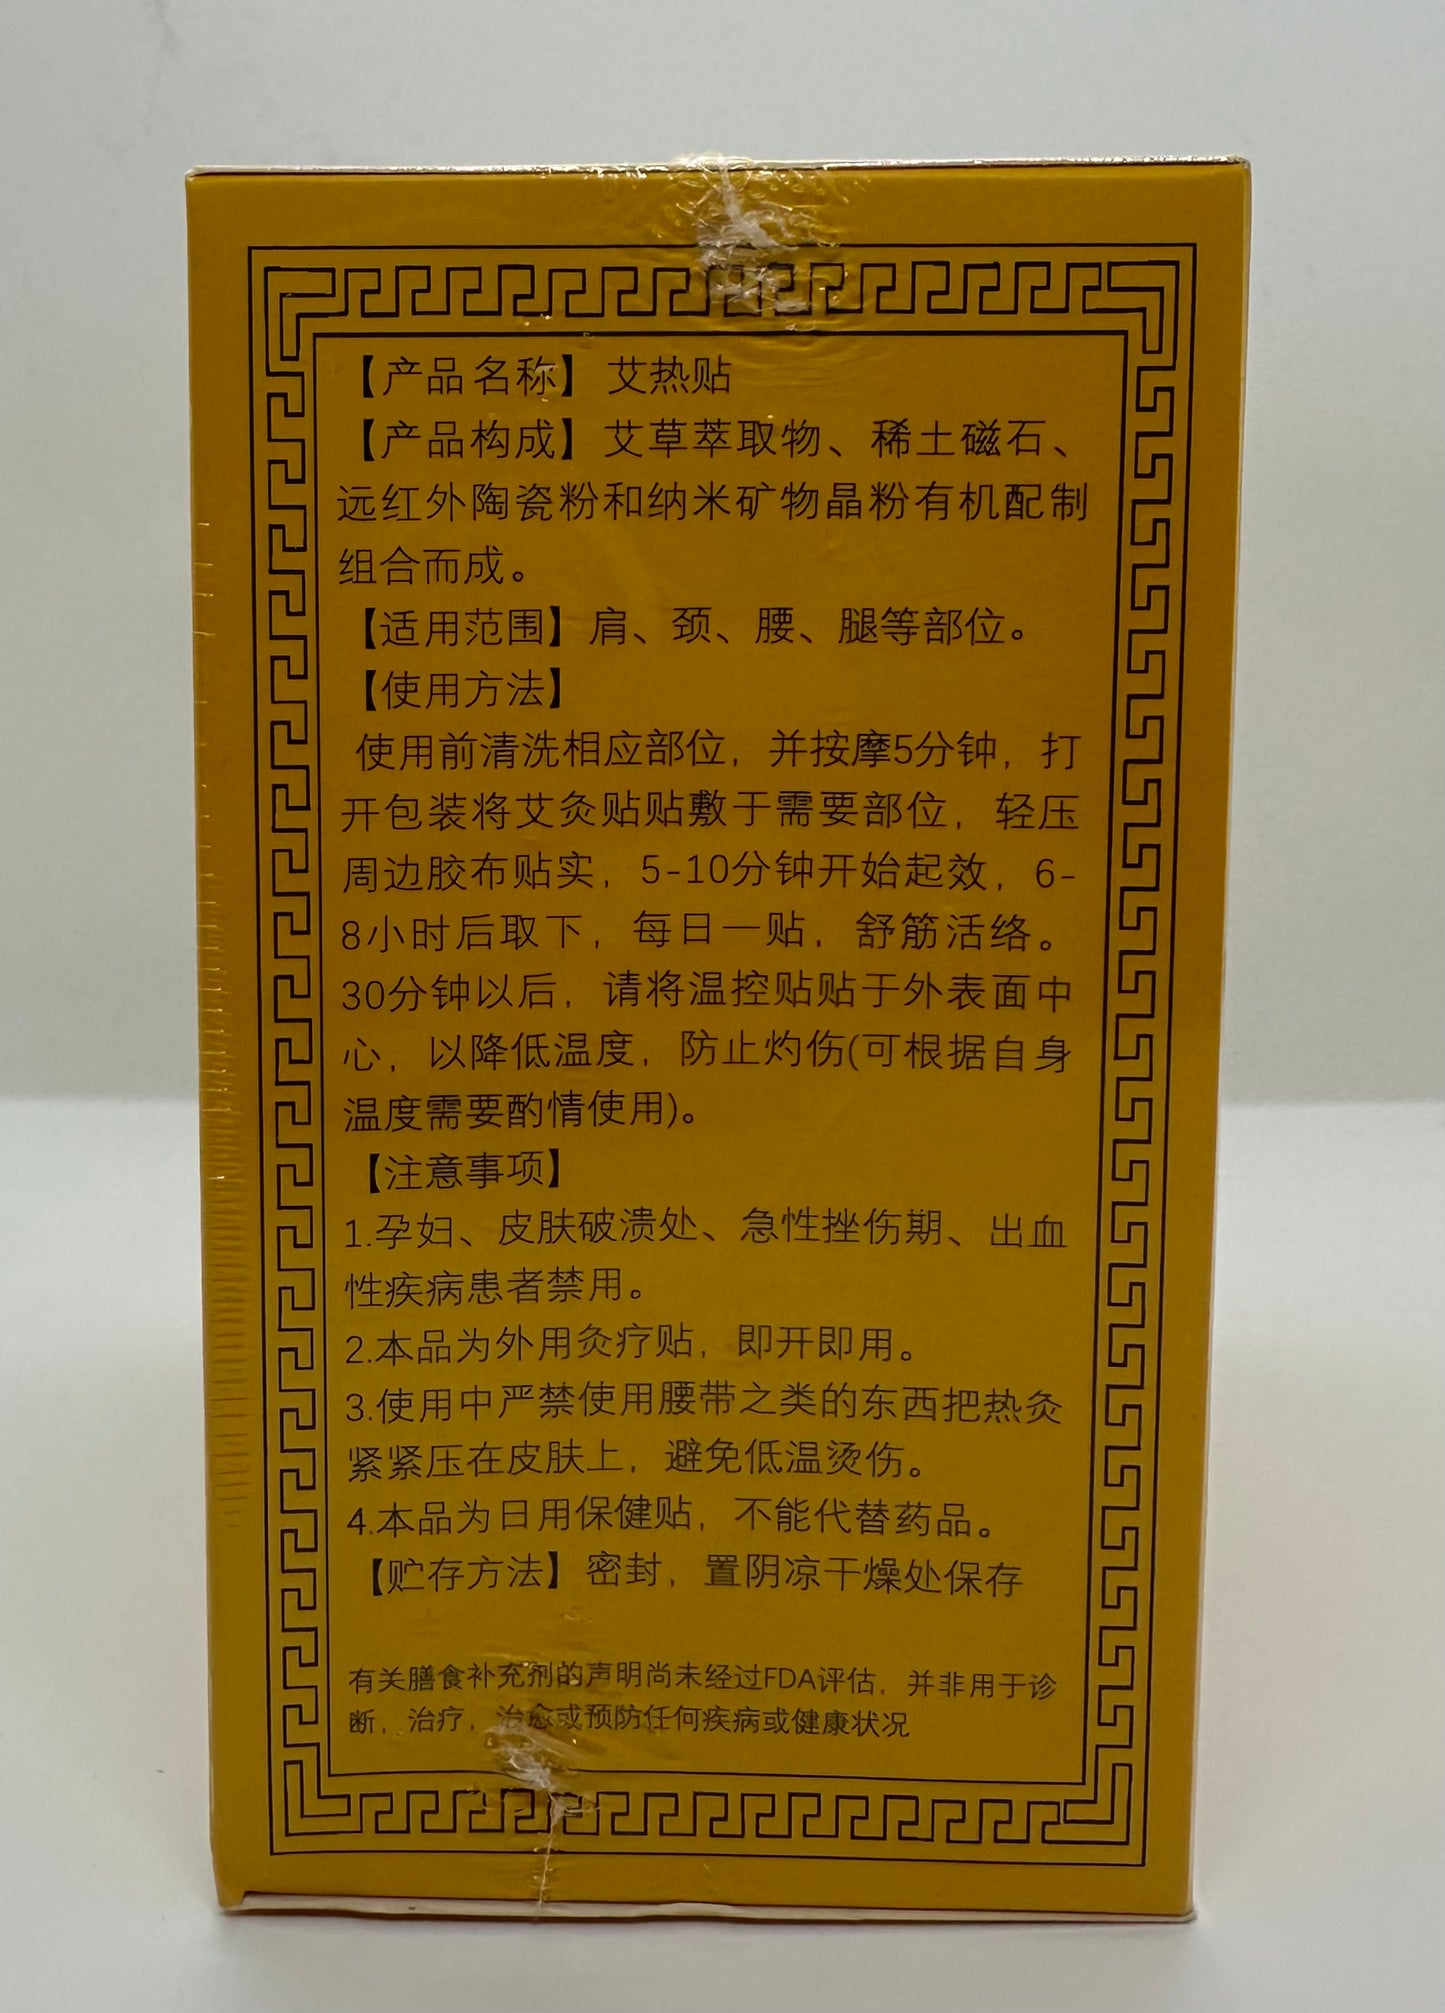 【产品名称】 艾热贴
【产品构成】艾草萃取物、稀土磁石、
远红外陶瓷粉和纳米矿物晶粉有机配制
组合而成。
【适用范围】肩、颈、腰、腿等部位。
【使用方法】
使用前清洗相应部位，并按摩5分钟，打
开包装将艾灸贴贴敷于需要部位，轻压
周边胶布贴实，5-10分钟开始起效，6-
8小时后取下，每日一贴，舒筋活络。
30分钟以后，请将温控贴贴于外表面中
心，以降低温度，防止灼伤(可根据自身
温度需要酌情使用)。
【注意事项】
1.孕妇、皮肤破溃处、急性挫伤期、出血
性疾病患者禁用。
2.本品为外用灸疗贴，即开即用。
3.使用中严禁使用腰带之类的东西把热灸
紧紧压在皮肤上，避免低温烫伤。
4.本品为日用保健贴，不能代替药品。
【贮存方法】密封，置阴凉干燥处保存
有关膳食补充剂的声明尚未经过FDA评估，并非用于诊
断，治疗，治愈或预防任何疾病或健康状况